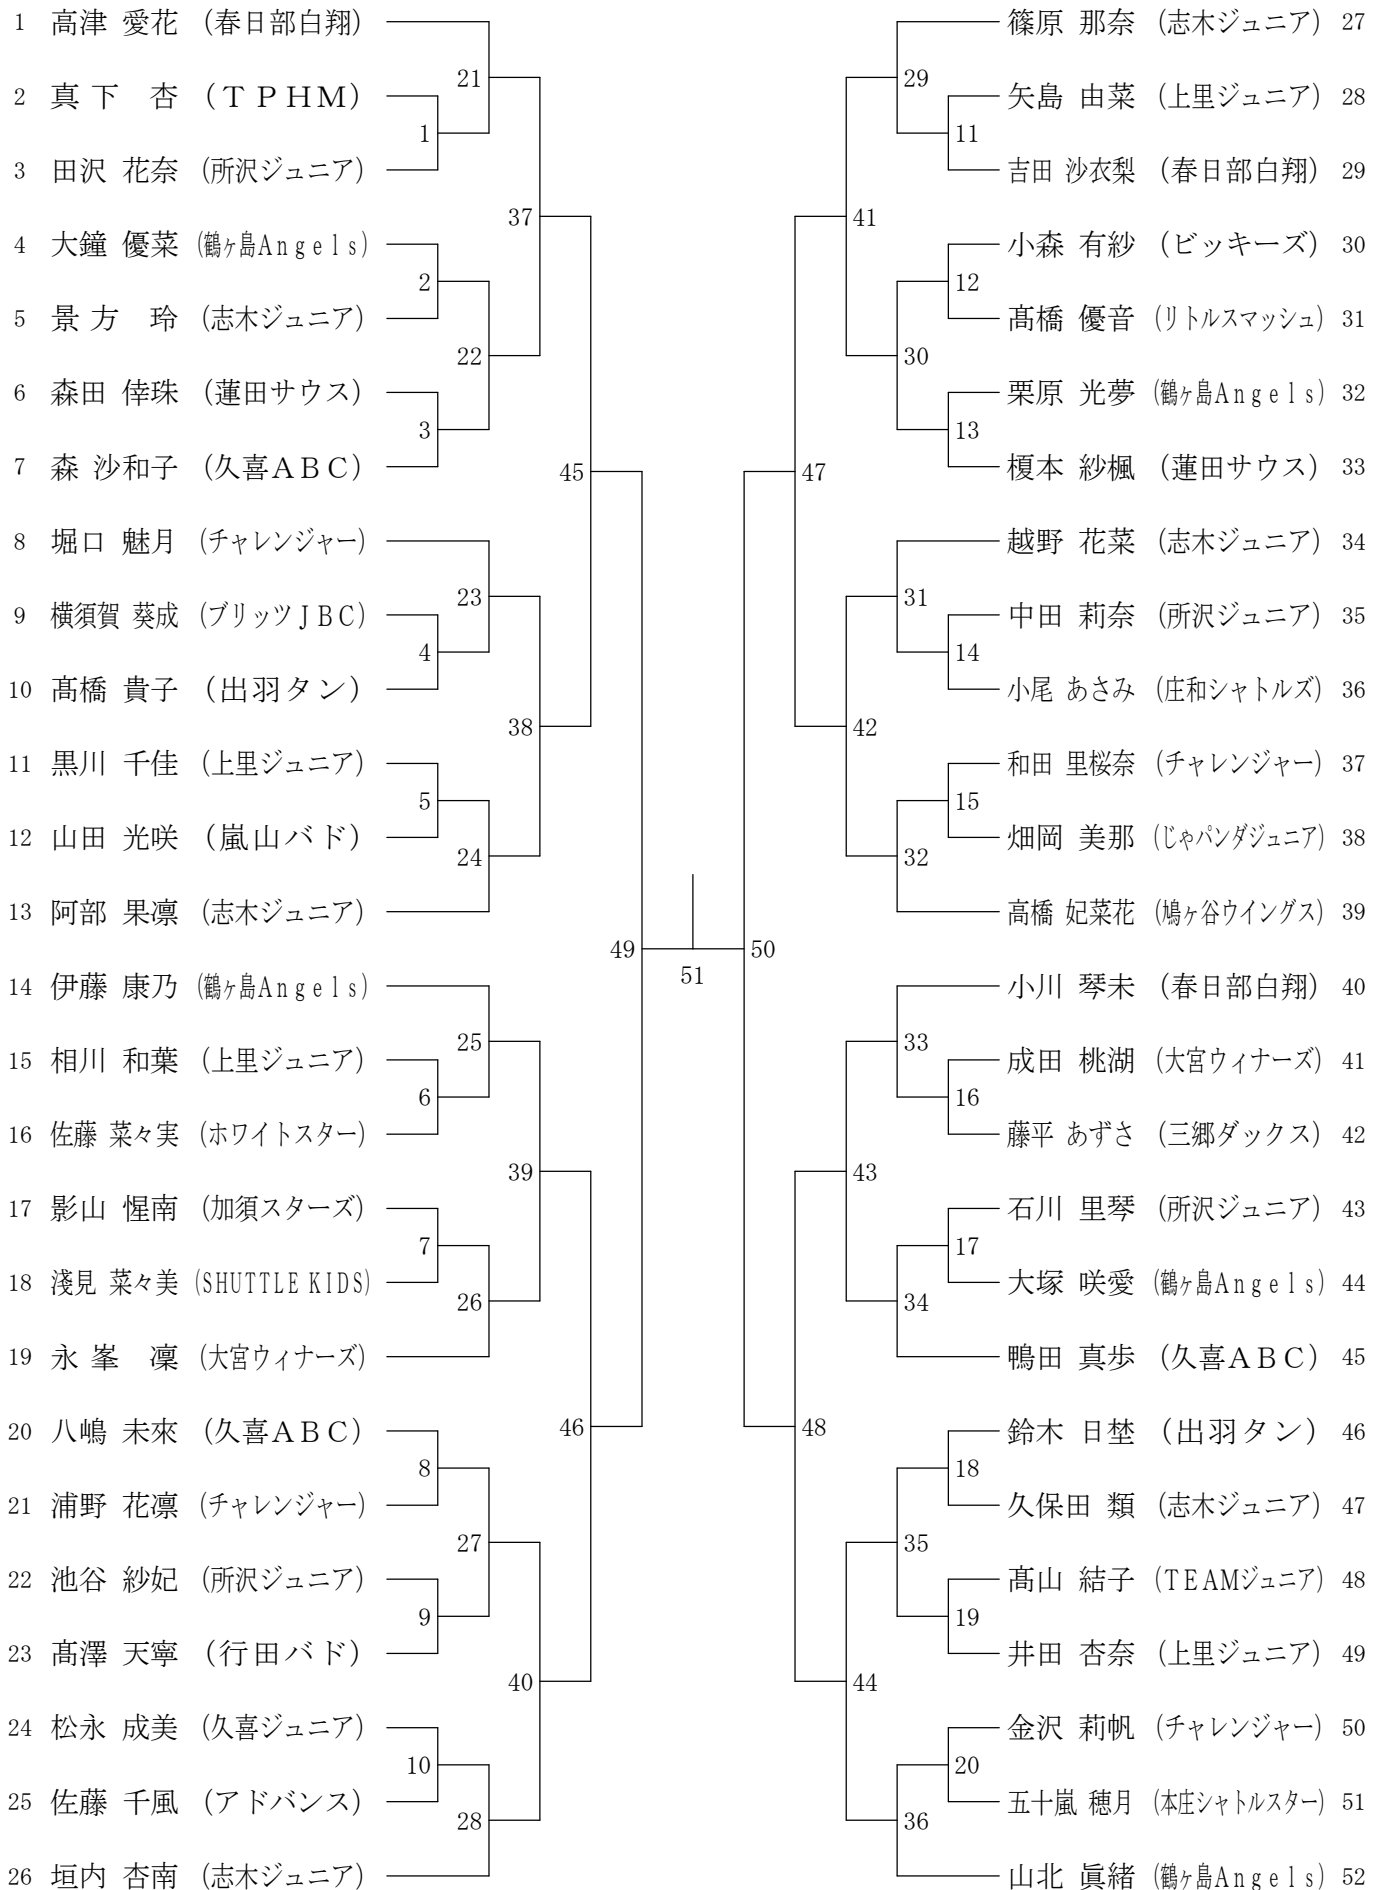 1 高津 愛花 (春日部白翔)
2 真下 杏 (ＴＰＨＭ)
3 田沢 花奈 (所沢ジュニア)
4 大鐘 優菜 (鶴ヶ島Angels)
5 景方 玲 (志木ジュニア)
6 森田 倖珠 (蓮田サウス)
7 森 沙和子 (久喜ＡＢＣ)
8 堀口 魅月 (チャレンジャー)
9 横須賀 葵成 (ブリッツＪＢＣ)
10 髙橋 貴子 (出羽タン)
11 黒川 千佳 (上里ジュニア)
12 山田 光咲 (嵐山バド)
13 阿部 果凛 (志木ジュニア)
14 伊藤 康乃 (鶴ヶ島Angels)
15 相川 和葉 (上里ジュニア)
16 佐藤 菜々実 (ホワイトスター)
17 影山 惺南 (加須スターズ)
18 淺見 菜々美 (SHUTTLE KIDS)
19 永峯 凜 (大宮ウィナーズ)
20 八嶋 未來 (久喜ＡＢＣ)
21 浦野 花凛 (チャレンジャー)
22 池谷 紗妃 (所沢ジュニア)
23 髙澤 天寧 (行田バド)
24 松永 成美 (久喜ジュニア)
25 佐藤 千風 (アドバンス)
26 垣内 杏南 (志木ジュニア)
21
1
37
2
22
3
45
23
4
38
5
24
49
25
6
39
7
26
46
8
27
9
40
10
28
51
50
29
11
41
12
30
13
47
31
14
42
15
32
33
16
43
17
34
48
18
35
19
44
20
36
篠原 那奈 (志木ジュニア) 27
矢島 由菜 (上里ジュニア) 28
吉田 沙衣梨 (春日部白翔) 29
小森 有紗 (ビッキーズ) 30
髙橋 優音 (リトルスマッシュ) 31
栗原 光夢 (鶴ヶ島Angels) 32
榎本 紗楓 (蓮田サウス) 33
越野 花菜 (志木ジュニア) 34
中田 莉奈 (所沢ジュニア) 35
小尾 あさみ (庄和シャトルズ) 36
和田 里桜奈 (チャレンジャー) 37
畑岡 美那 (じゃパンダジュニア) 38
高橋 妃菜花 (鳩ヶ谷ウイングス) 39
小川 琴未 (春日部白翔) 40
成田 桃湖 (大宮ウィナーズ) 41
藤平 あずさ (三郷ダックス) 42
石川 里琴 (所沢ジュニア) 43
大塚 咲愛 (鶴ヶ島Angels) 44
鴨田 真歩 (久喜ＡＢＣ) 45
鈴木 日埜 (出羽タン) 46
久保田 類 (志木ジュニア) 47
髙山 結子 (TEAMジュニア) 48
井田 杏奈 (上里ジュニア) 49
金沢 莉帆 (チャレンジャー) 50
五十嵐 穂月 (本庄シャトルスター) 51
山北 眞緒 (鶴ヶ島Angels) 52